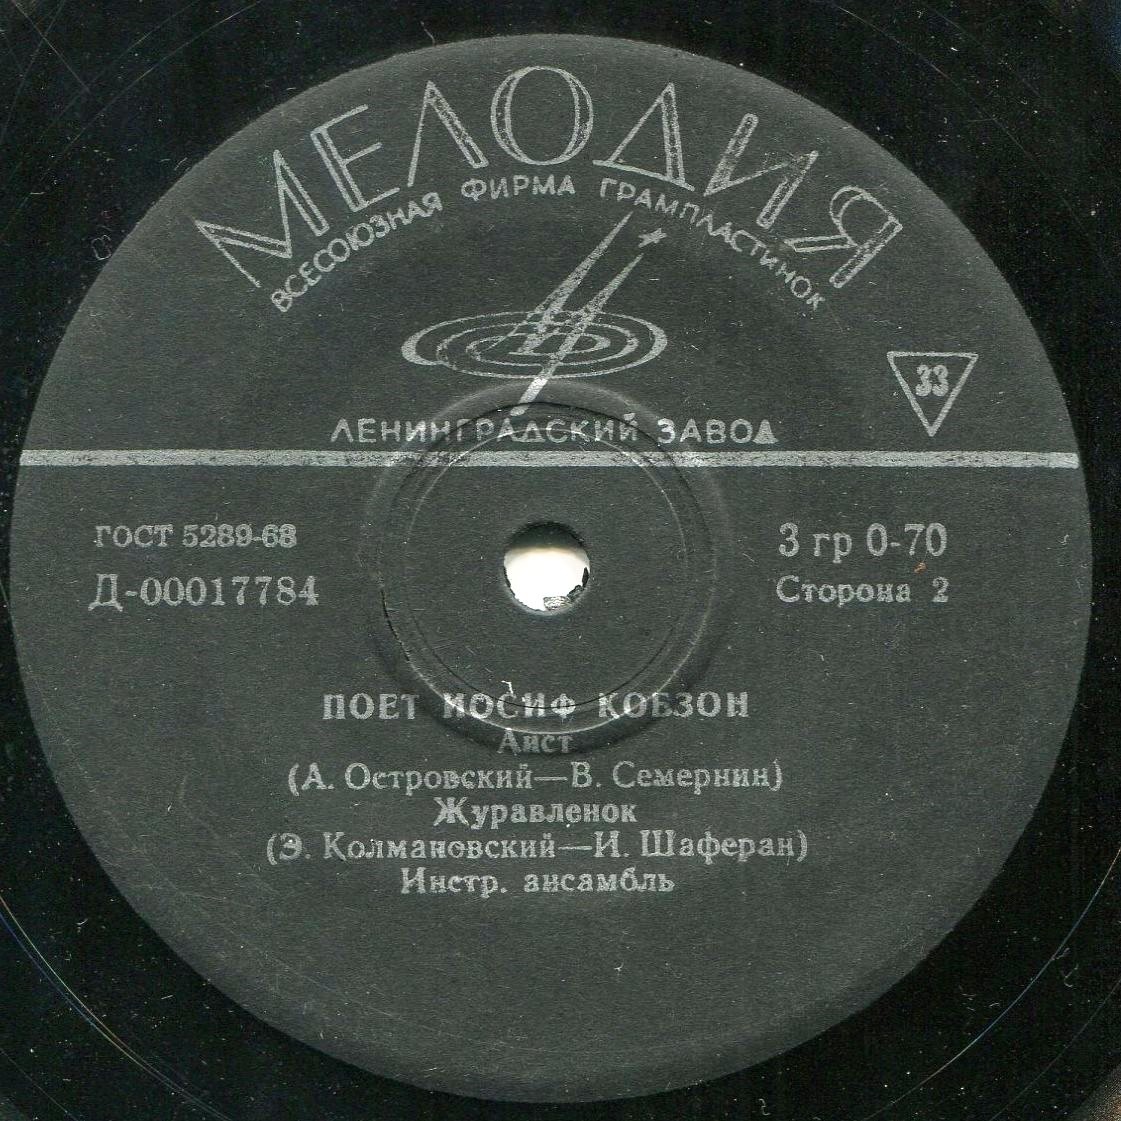 МЕЛОДИЯ
ВСЕСОЮЗНАЯ ФИРМА ГРАМПЛАСТИНОК
33
ЛЕНИНГРАДСКИЙ ЗАВОД
ГОСТ 5289-68
3 гр 0-70
Д-00017784
Сторона 2
ПОЕТ ИОСИФ КОБЗОН
Аист
(А. Островский—В. Семернин)
Журавленок
(Э. Колмановский—И. Шаферан)
Инстр. ансамбль